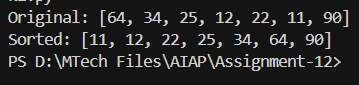 Original: [64, 34, 25, 12, 22, 11, 90]
Sorted: [11, 12, 22, 25, 34, 64, 90]
PS D:\MTech Files\AIAP\Assignment-12>